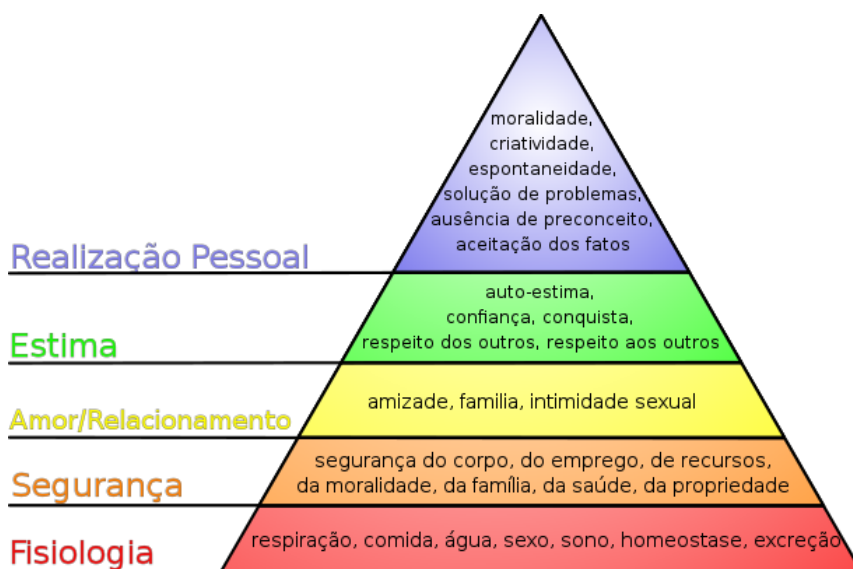 moralidade,
criatividade,
espontaneidade,
solução de problemas,
ausência de preconceito,
aceitação dos fatos
Realização Pessoal
auto-estima,
confiança, conquista,
respeito dos outros, respeito aos outros
Estima
amizade, familia, intimidade sexual
Amor/Relacionamento
segurança do corpo, do emprego, de recursos,
da moralidade, da família, da saúde, da propriedade
Segurança
respiração, comida, água, sexo, sono, homeostase, excreção
Fisiologia